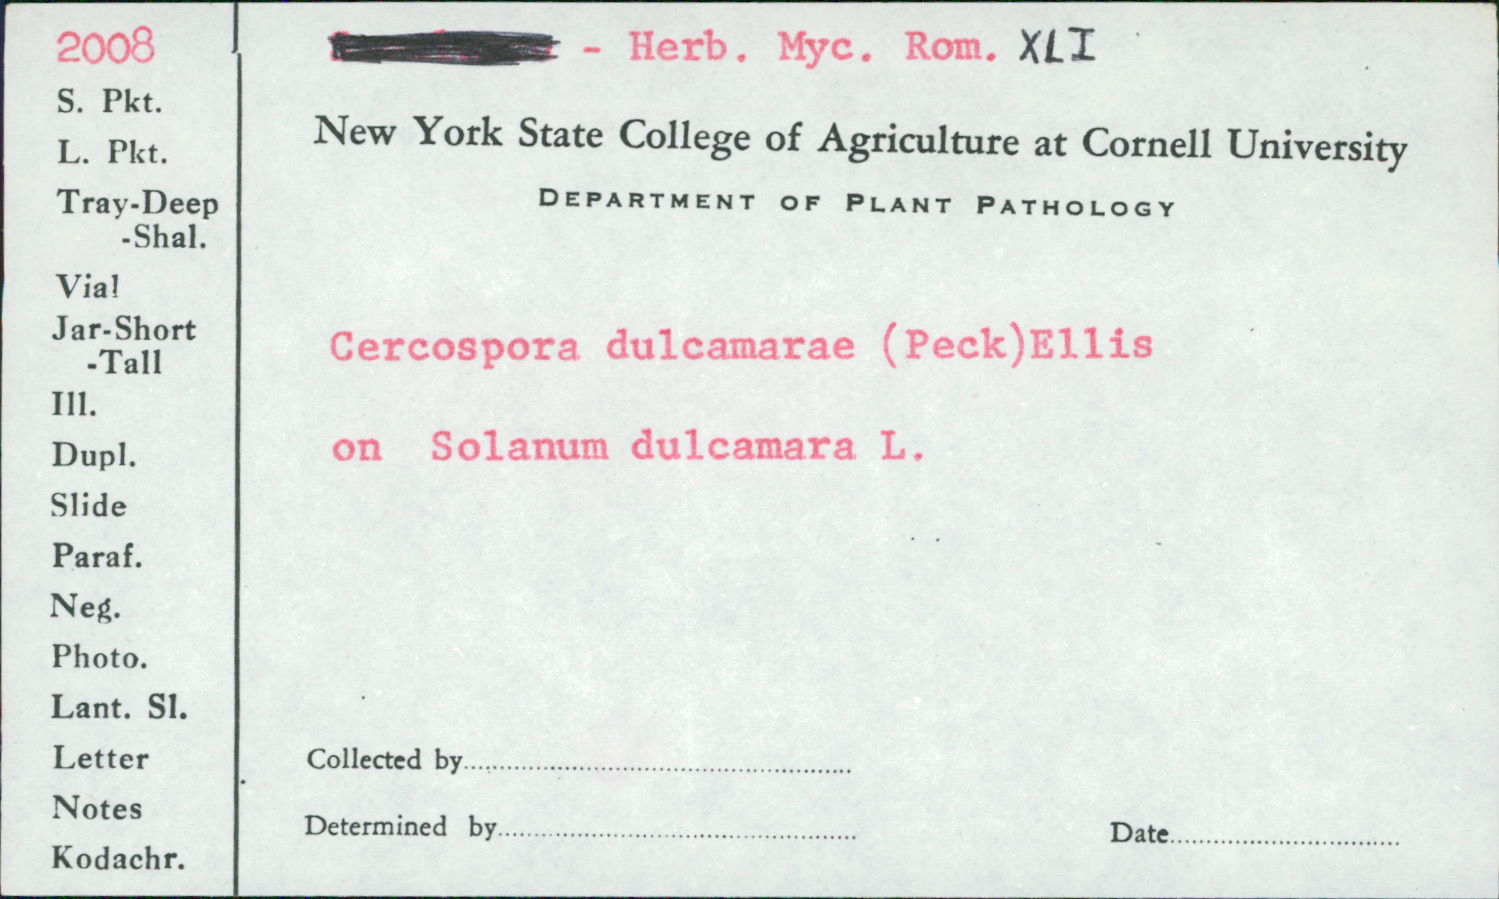 2008
S. Pkt.
L. Pkt.
Tray-Deep
-Shal.
Vial
Jar-Short
-Tall
Ill.
Dupl.
Slide
Paraf.
Neg.
Photo.
Lant. Sl.
Letter
Notes
Kodachr.
- Herb. Myc. Rom. XLI
New York State College of Agriculture at Cornell University
DEPARTMENT OF PLANT PATHOLOGY
Cercospora dulcamarae (Peck)Ellis
on Solanum dulcamara L.
Collected by
Determined by
Date